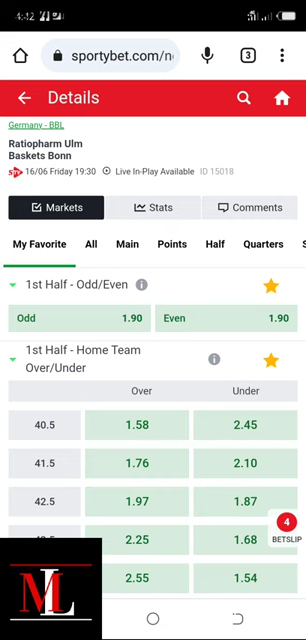 4:42
sportybet.com/n
3
Details
Germany - BBL
Ratiopharm Ulm
Baskets Bonn
16/06 Friday 19:30 Live In-Play Available ID 15018
Markets Stats Comments
My Favorite All Main Points Half Quarters S
1st Half - Odd/Even
Odd 1.90 Even 1.90
1st Half - Home Team
Over/Under
Over Under
40.5 1.58 2.45
41.5 1.76 2.10
42.5 1.97 1.87
2.25 1.68
4
BETSLIP
2.55 1.54
ML